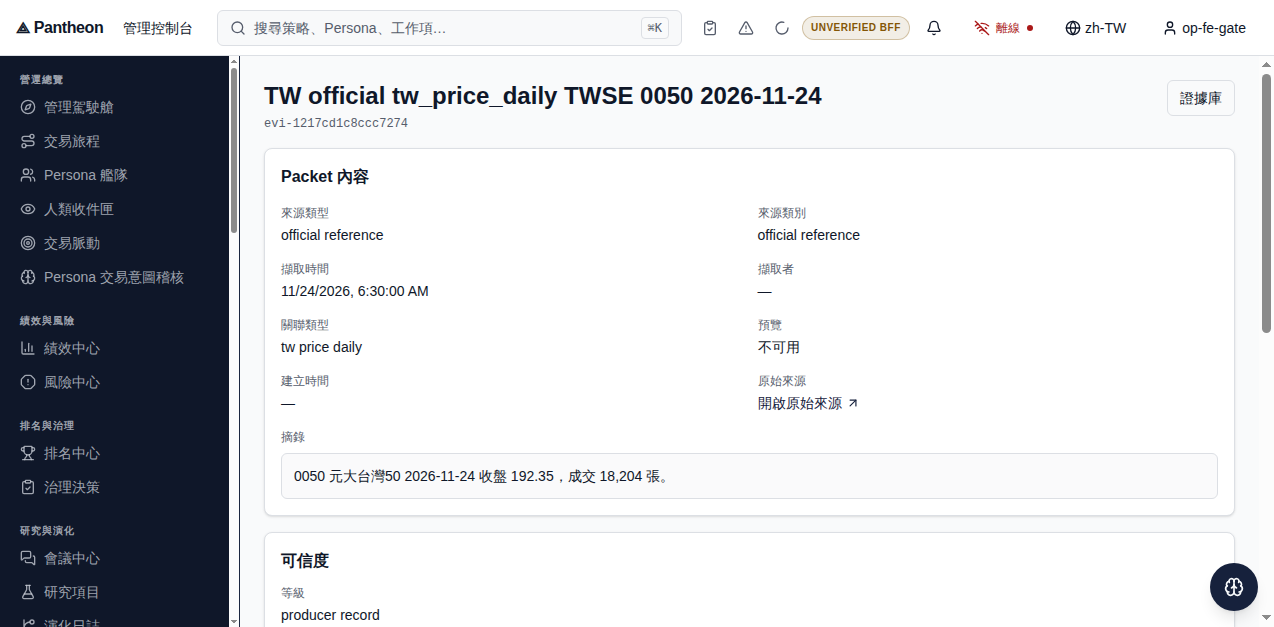 Pantheon
管理控制台
搜尋策略、Persona、工作項…
⌘K
UNVERIFIED BFF
離線
zh-TW
op-fe-gate
營運總覽
管理駕駛艙
交易旅程
Persona 艦隊
人類收件匣
交易脈動
Persona 交易意圖稽核
績效與風險
績效中心
風險中心
排名與治理
排名中心
治理決策
研究與演化
會議中心
研究項目
演化日誌
TW official tw_price_daily TWSE 0050 2026-11-24
evi-1217cd1c8ccc7274
證據庫
Packet 內容
來源類型
official reference
來源類別
official reference
擷取時間
11/24/2026, 6:30:00 AM
擷取者
—
關聯類型
tw price daily
預覽
不可用
建立時間
—
原始來源
開啟原始來源
摘錄
0050 元大台灣50 2026-11-24 收盤 192.35，成交 18,204 張。
可信度
等級
producer record